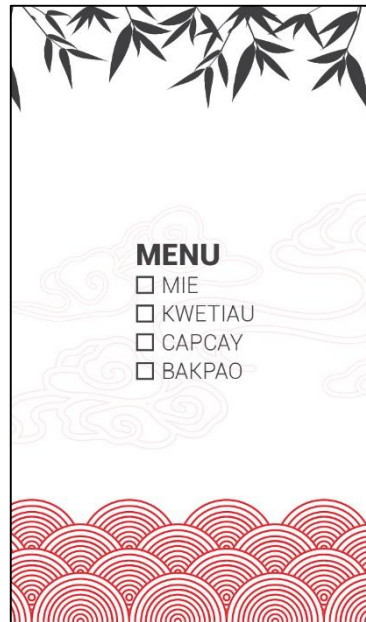 MENU
☐ MIE
☐ KWETIAU
☐ CAPCAY
☐ BAKPAO